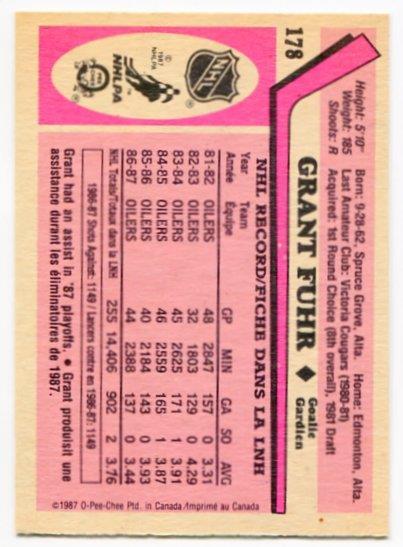 178
GRANT FUHR ◆ Goalie
Gardien
Height: 5'10" Born: 9-28-62, Spruce Grove, Alta. Home: Edmonton, Alta.
Weight: 185 Last Amateur Club: Victoria Cougars (1980-81)
Shoots: R Acquired: 1st Round Choice (8th overall), 1981 Draft
NHL
© 1987 NHLPA
O-PEE-CHEE
NHLPA
NHL RECORD/FICHE DANS LA LNH
Year Team
Année Équipe GP MIN GA SO AVG
81-82 OILERS 48 2847 157 0 3.31
82-83 OILERS 32 1803 129 0 4.29
83-84 OILERS 45 2625 171 1 3.91
84-85 OILERS 46 2559 165 1 3.87
85-86 OILERS 40 2184 143 0 3.93
86-87 OILERS 44 2388 137 0 3.44
NHL Totals/Totaux dans la LNH 255 14,406 902 2 3.76
1986-87 Shots Against: 1149 / Lancers contre en 1986-87: 1149
Grant had an assist in '87 playoffs. • Grant produisit une
assistance durant les éliminatoires de 1987.
©1987 O-Pee-Chee Ptd. in Canada/Imprimé au Canada